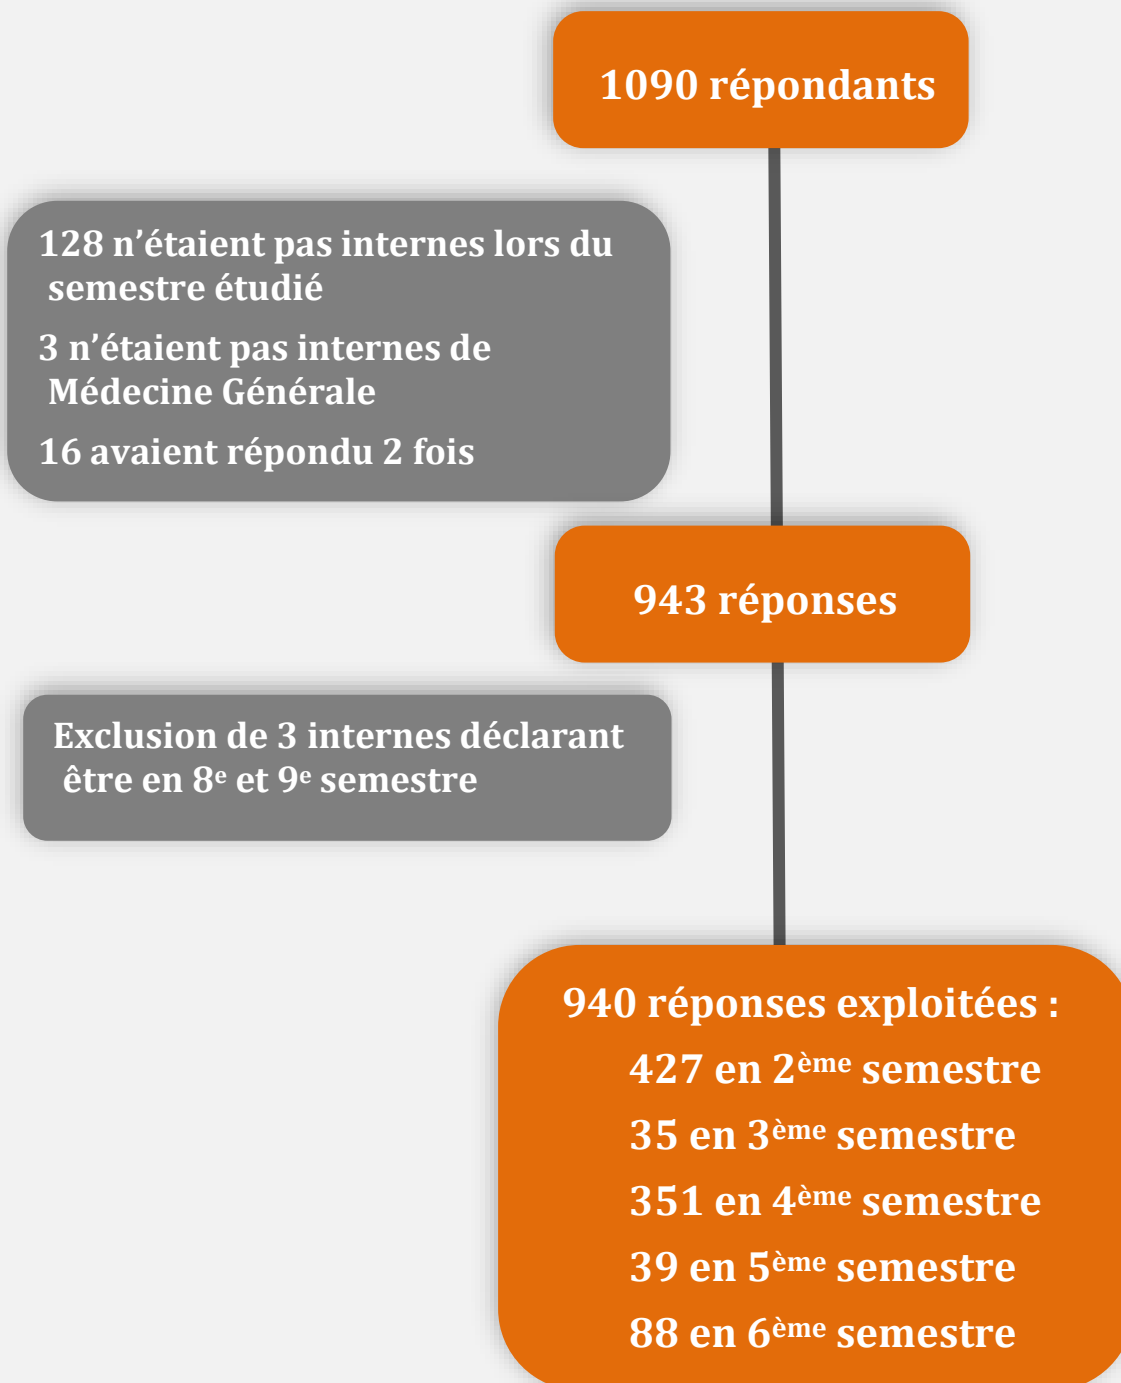 1090 répondants
128 n’étaient pas internes lors du
semestre étudié
3 n’étaient pas internes de
Médecine Générale
16 avaient répondu 2 fois
943 réponses
Exclusion de 3 internes déclarant
être en 8e et 9e semestre
940 réponses exploitées :
427 en 2ème semestre
35 en 3ème semestre
351 en 4ème semestre
39 en 5ème semestre
88 en 6ème semestre